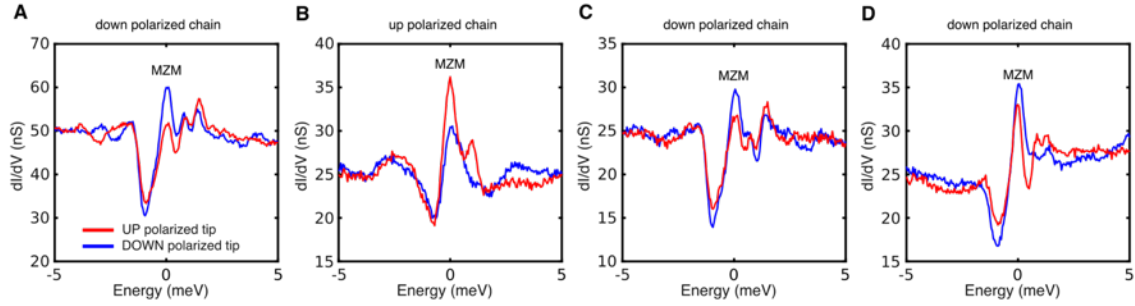 A
down polarized chain
70
60
50
40
30
20
dI/dV (nS)
MZM
UP polarized tip
DOWN polarized tip
-5
0
5
Energy (meV)
B
up polarized chain
40
35
30
25
20
15
dI/dV (nS)
MZM
-5
0
5
Energy (meV)
C
down polarized chain
35
30
25
20
15
10
dI/dV (nS)
MZM
-5
0
5
Energy (meV)
D
down polarized chain
40
35
30
25
20
15
dI/dV (nS)
MZM
-5
0
5
Energy (meV)